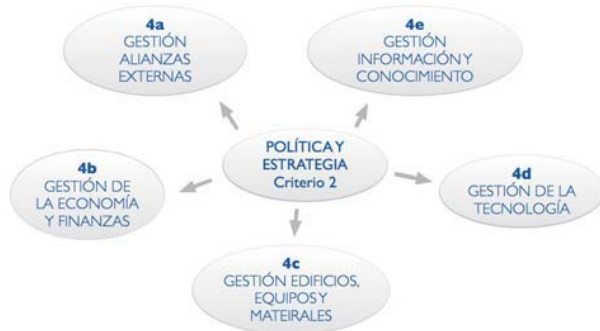 4a
GESTIÓN
ALIANZAS
EXTERNAS
4e
GESTIÓN
INFORMACIÓN Y
CONOCIMIENTO
POLÍTICA Y
ESTRATEGIA
Criterio 2
4b
GESTIÓN DE
LA ECONOMÍA
Y FINANZAS
4d
GESTIÓN DE LA
TECNOLOGÍA
4c
GESTIÓN EDIFICIOS,
EQUIPOS Y
MATEIRALES